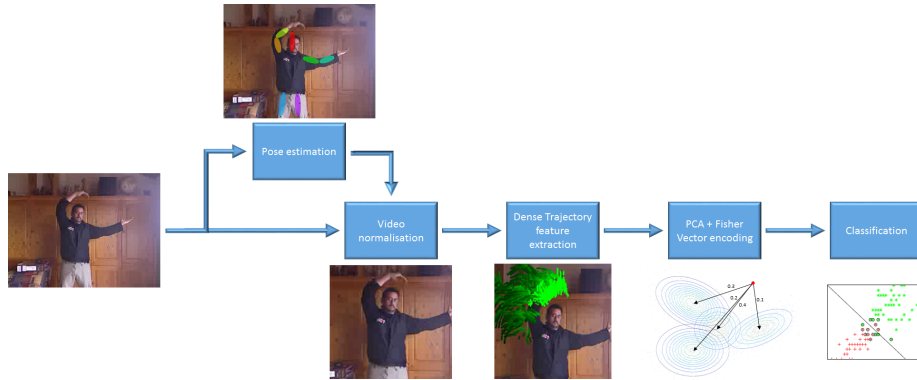 Pose estimation
Video
normalisation
Dense Trajectory
feature
extraction
PCA + Fisher
Vector encoding
Classification
0.3
0.2
0.4
0.1